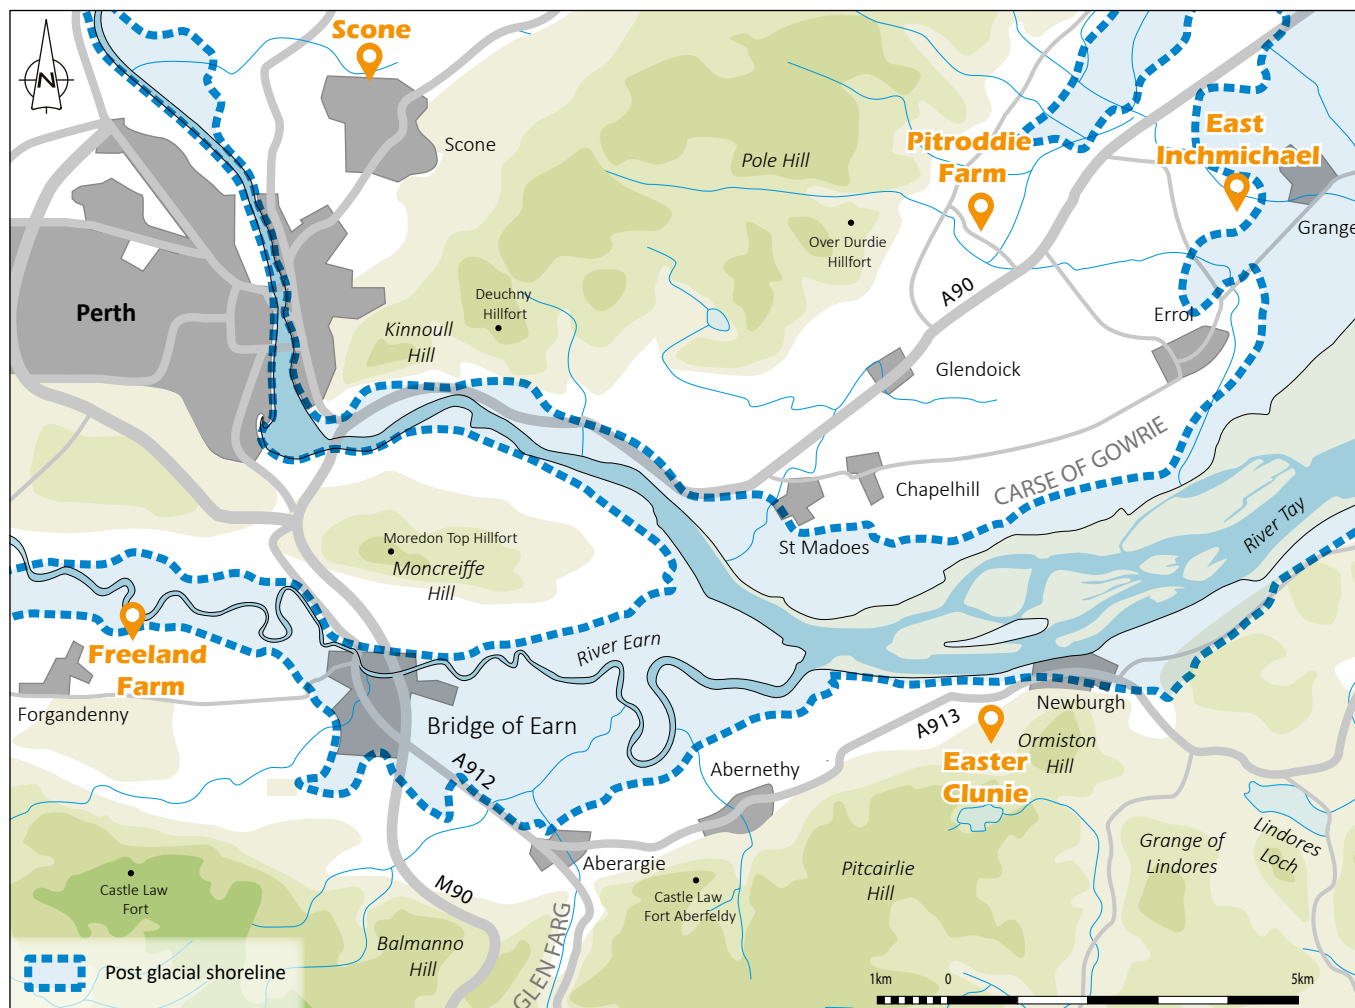 N
Scone
Scone
Pole Hill
Pitroddie
Farm
East
Inchmichael
Grange
Over Durdie
Hillfort
Deuchny
Hillfort
Perth
Kinnoull
Hill
A90
Errol
Glendoick
Chapelhill
CARSE OF GOWRIE
St Madoes
River Tay
Moredon Top Hillfort
Moncreiffe
Hill
River Earn
Freeland
Farm
Forgandenny
Bridge of Earn
A912
Newburgh
A913
Ormiston
Hill
Easter
Clunie
Abernethy
Aberargie
Pitcairlie
Hill
Grange of
Lindores
Lindores
Loch
Castle Law
Fort
Castle Law
Fort Aberfeldy
M90
GLEN FARG
Balmanno
Hill
Post glacial shoreline
1km 0 5km